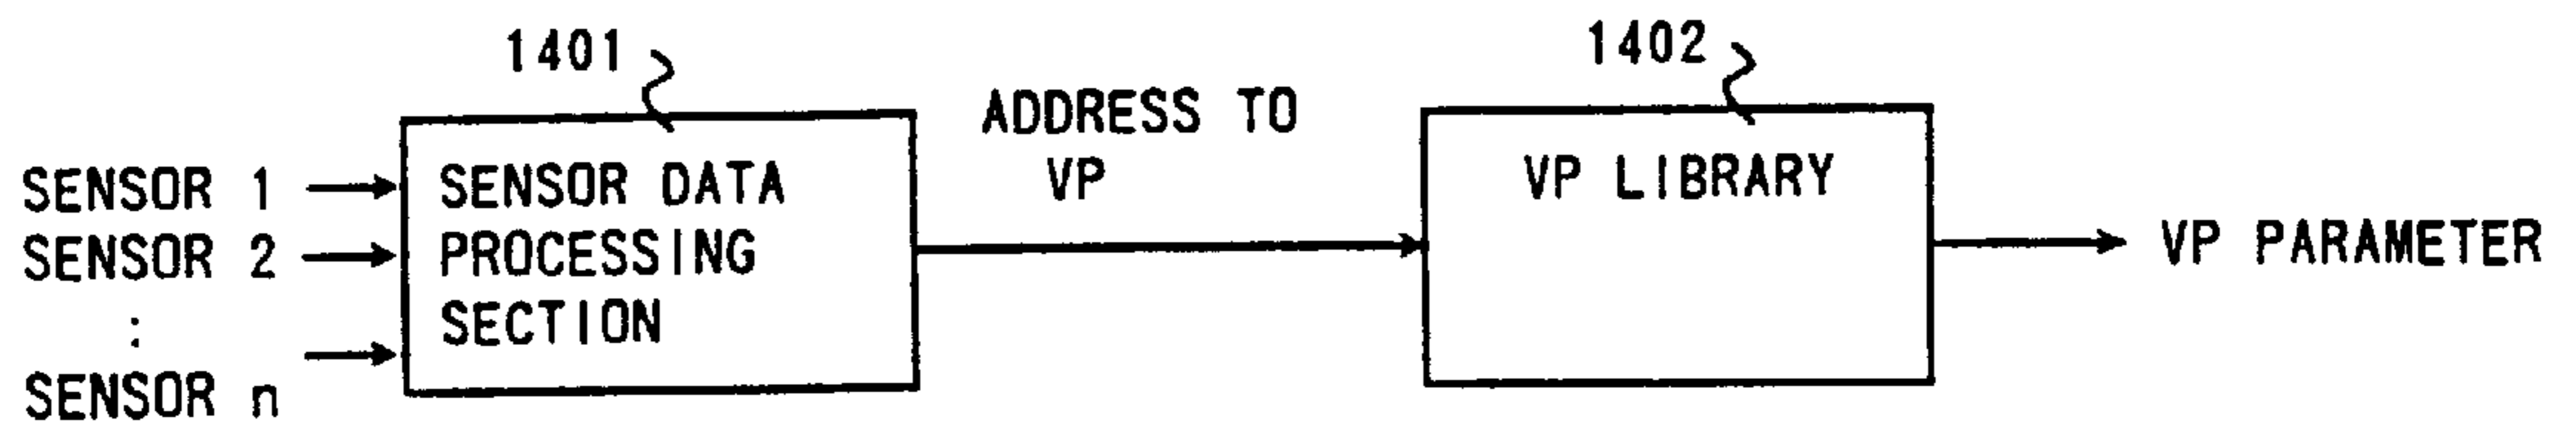 1401
1402
ADDRESS TO
VP
SENSOR 1
SENSOR 2
:
SENSOR n
SENSOR DATA
PROCESSING
SECTION
VP LIBRARY
VP PARAMETER